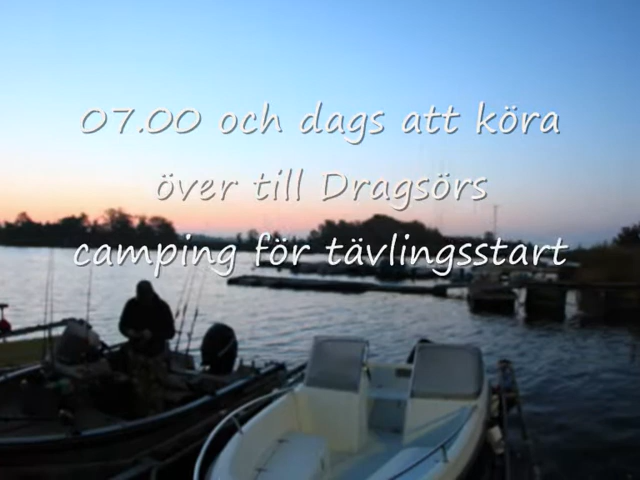 07.00 och dags att köra
över till Dragsörs
camping för tävlingsstart